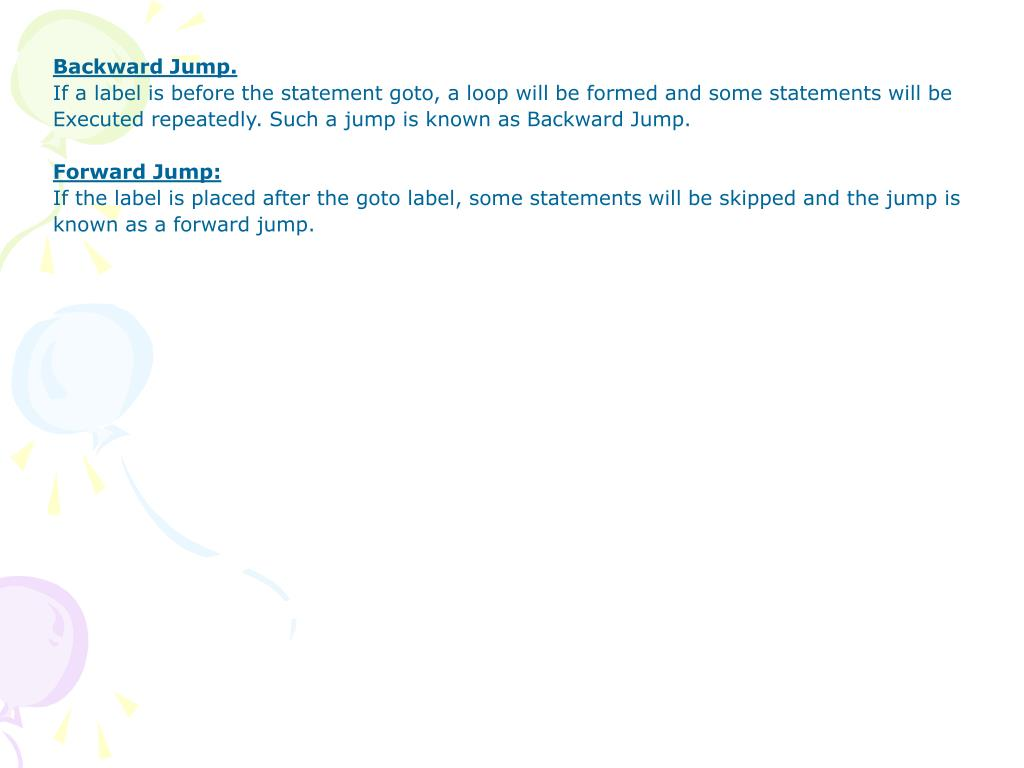 Backward Jump.
If a label is before the statement goto, a loop will be formed and some statements will be
Executed repeatedly. Such a jump is known as Backward Jump.
Forward Jump:
If the label is placed after the goto label, some statements will be skipped and the jump is
known as a forward jump.